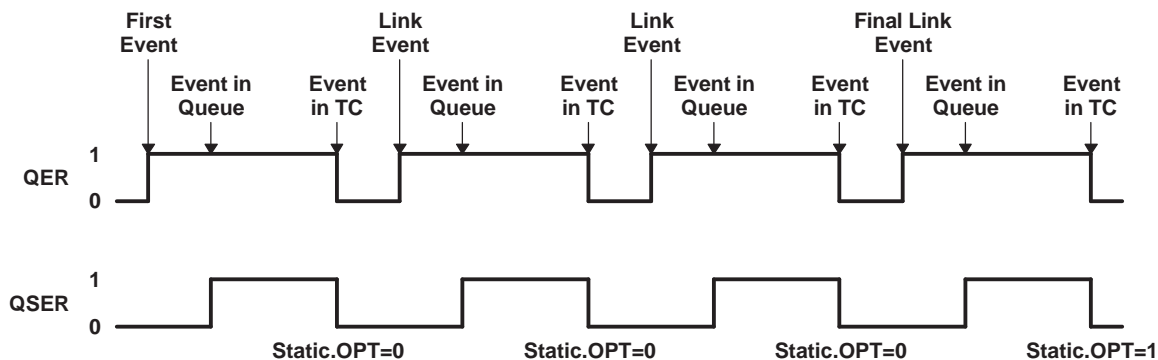 First
Event
Link
Event
Link
Event
Final Link
Event
Event in
Queue
Event
in TC
Event in
Queue
Event
in TC
Event in
Queue
Event
in TC
Event in
Queue
Event
in TC
QER
1
0
QSER
1
0
Static.OPT=0
Static.OPT=0
Static.OPT=0
Static.OPT=1